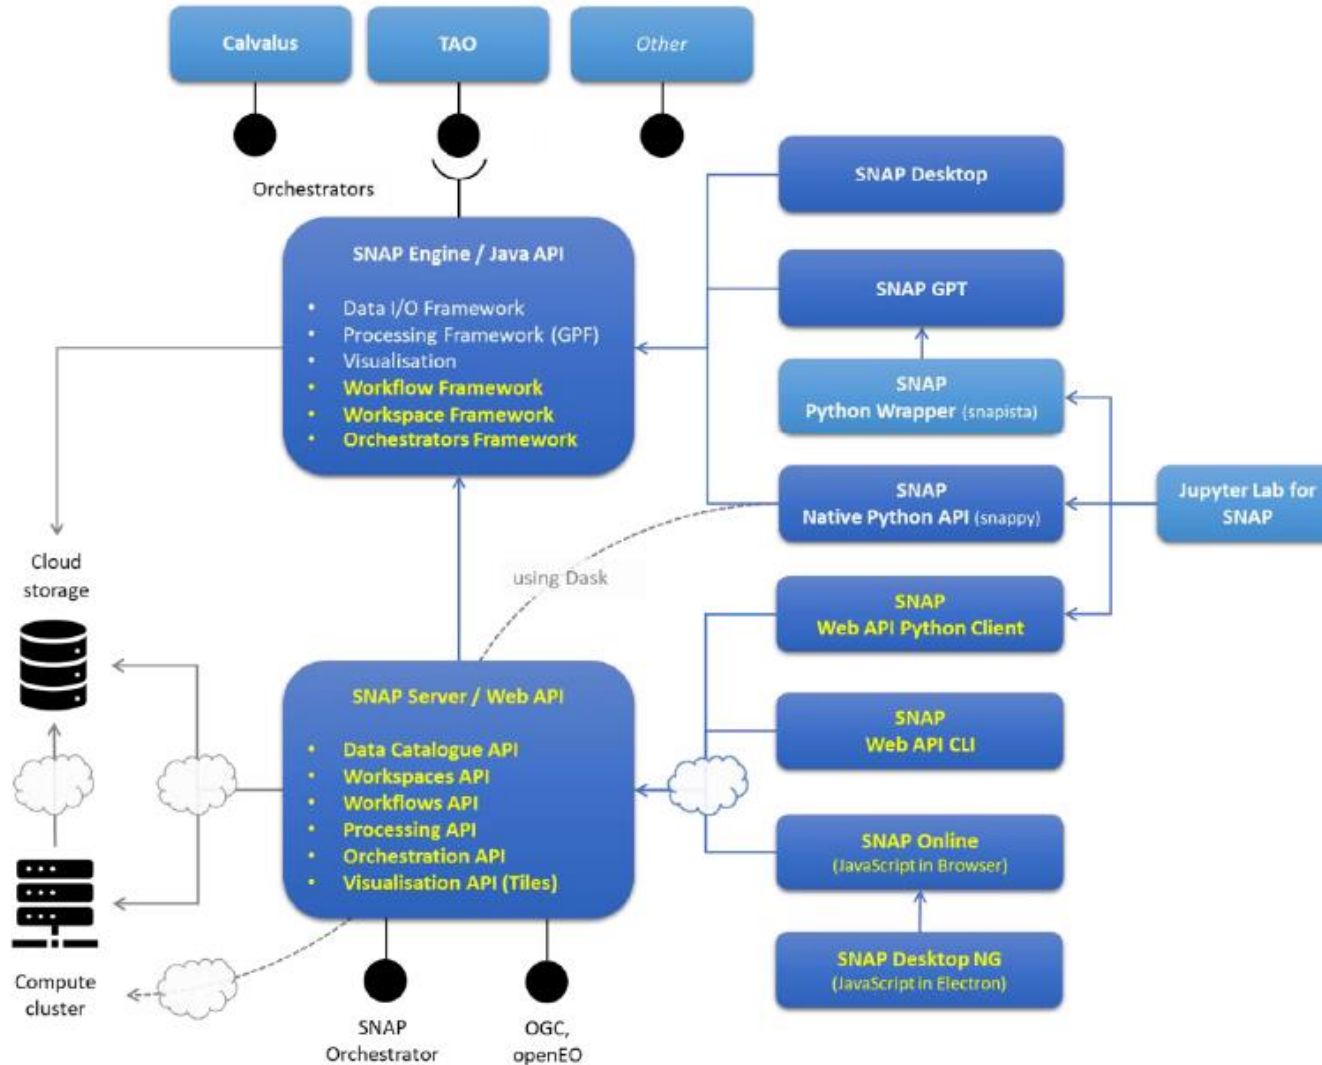 Calvalus
TAO
Other
Orchestrators
SNAP Engine / Java API
• Data I/O Framework
• Processing Framework (GPF)
• Visualisation
• Workflow Framework
• Workspace Framework
• Orchestrators Framework
SNAP Desktop
SNAP GPT
SNAP
Python Wrapper (snapista)
SNAP
Native Python API (snappy)
Jupyter Lab for
SNAP
Cloud
storage
using Dask
SNAP
Web API Python Client
SNAP
Web API CLI
SNAP Server / Web API
• Data Catalogue API
• Workspaces API
• Workflows API
• Processing API
• Orchestration API
• Visualisation API (Tiles)
SNAP Online
(JavaScript in Browser)
SNAP Desktop NG
(JavaScript in Electron)
Compute
cluster
SNAP
Orchestrator
OGC,
openEO